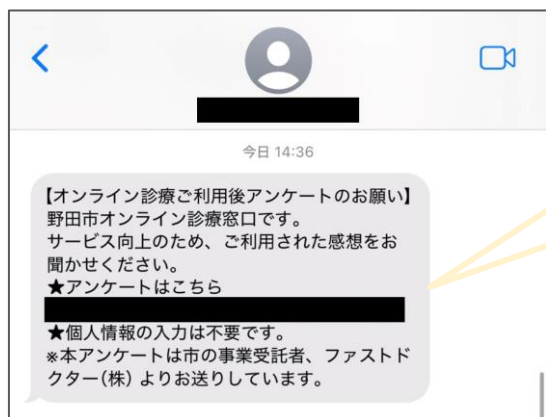 今日 14:36
【オンライン診療ご利用後アンケートのお願い】
野田市オンライン診療窓口です。
サービス向上のため、ご利用された感想をお
聞かせください。
★アンケートはこちら
★個人情報の入力は不要です。
※本アンケートは市の事業受託者、ファストド
クター(株) よりお送りしています。